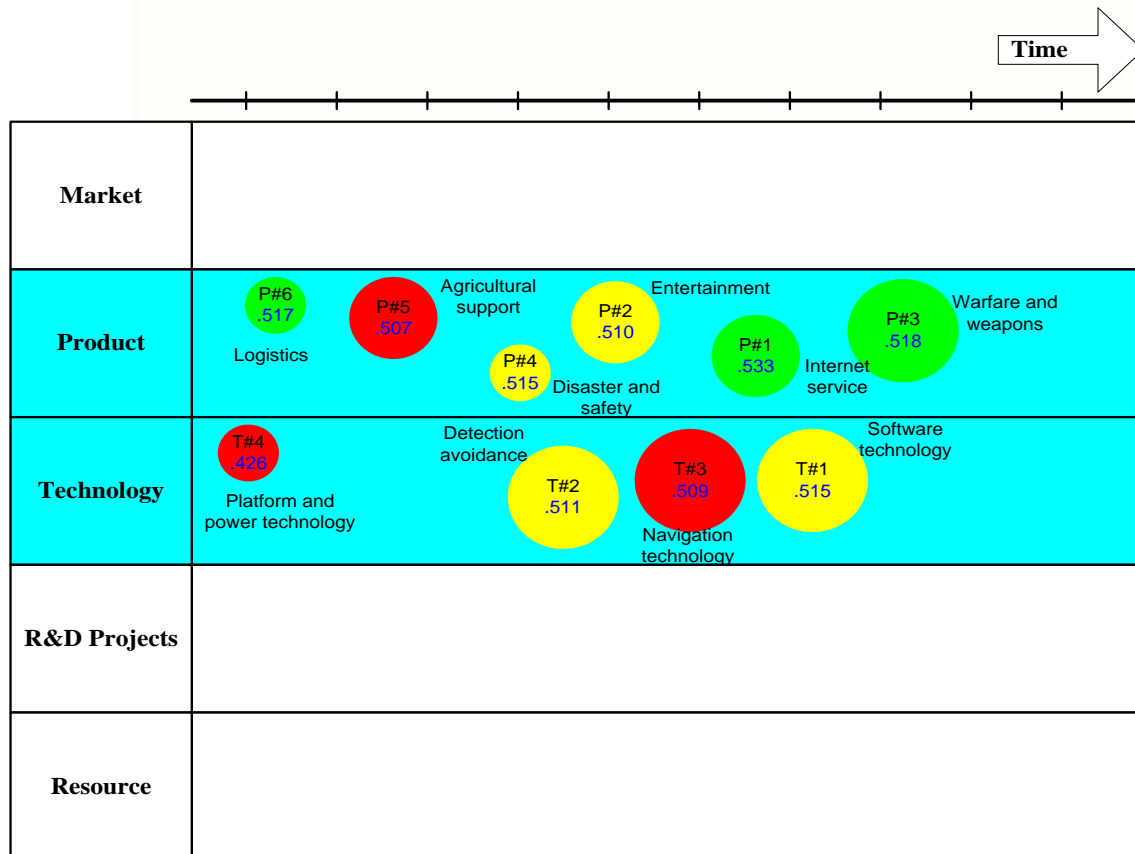 Time
Market
Product
P#6
.517
Logistics
P#5
.507
Agricultural
support
P#4
.515
Disaster and
safety
P#2
.510
Entertainment
P#1
.533
Internet
service
P#3
.518
Warfare and
weapons
Technology
T#4
.426
Platform and
power technology
Detection
avoidance
T#2
.511
T#3
.509
Navigation
technology
T#1
.515
Software
technology
R&D Projects
Resource